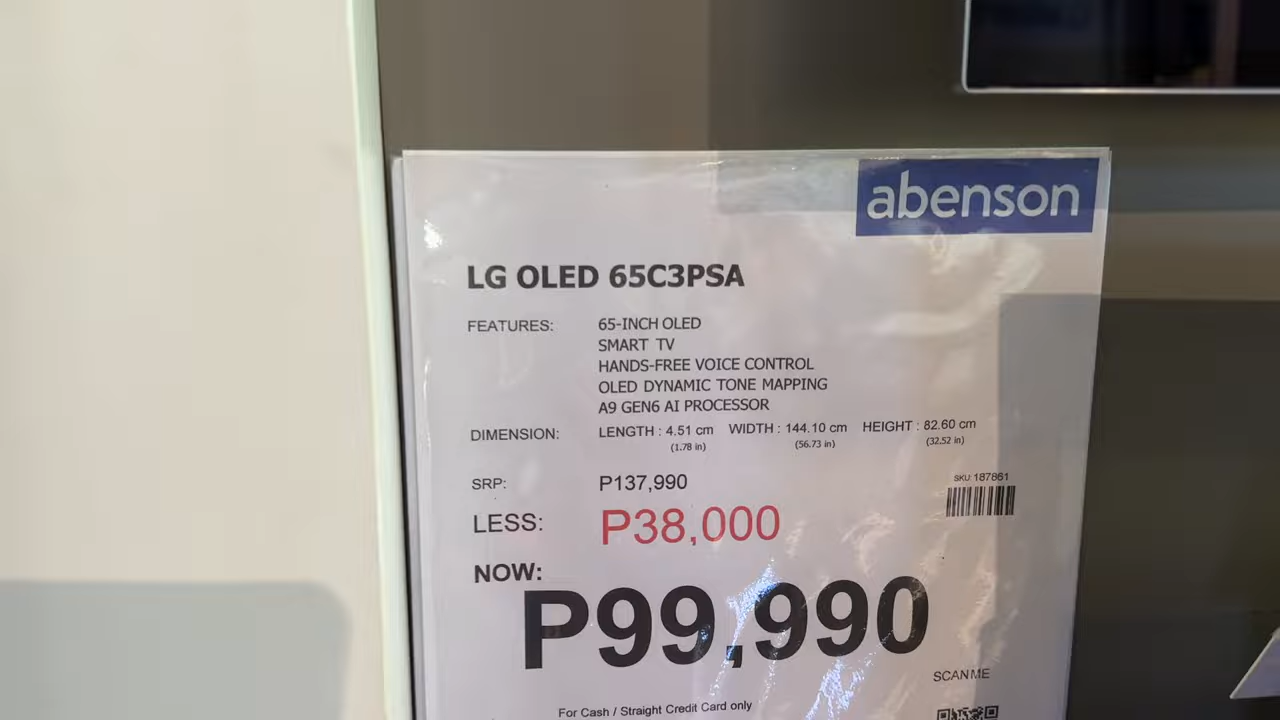 abenson
LG OLED 65C3PSA
FEATURES: 65-INCH OLED
SMART TV
HANDS-FREE VOICE CONTROL
OLED DYNAMIC TONE MAPPING
A9 GEN6 AI PROCESSOR
DIMENSION: LENGTH : 4.51 cm WIDTH : 144.10 cm HEIGHT : 82.60 cm
(1.78 in) (56.73 in) (32.52 in)
SRP: P137,990
SKU: 187861
LESS: P38,000
NOW:
P99,990
SCAN ME
For Cash / Straight Credit Card only